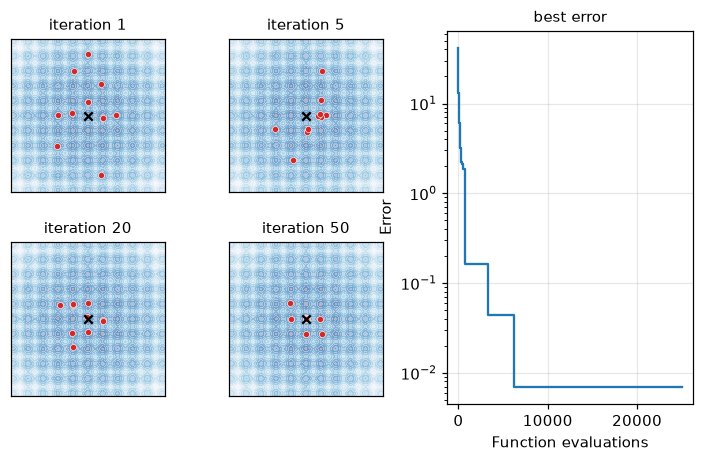 iteration 1
iteration 5
iteration 20
iteration 50
best error
Error
10¹
10⁰
10⁻¹
10⁻²
0
10000
20000
Function evaluations